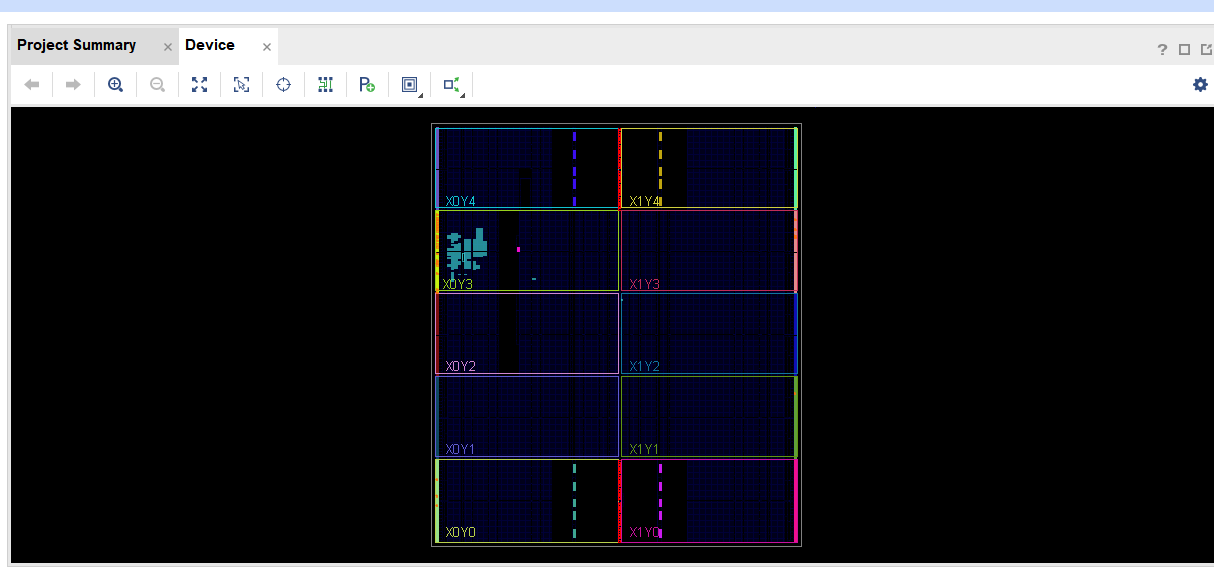 Project Summary × Device ×
?
X0Y4 X1Y4
X0Y3 X1Y3
X0Y2 X1Y2
X0Y1 X1Y1
X0Y0 X1Y0